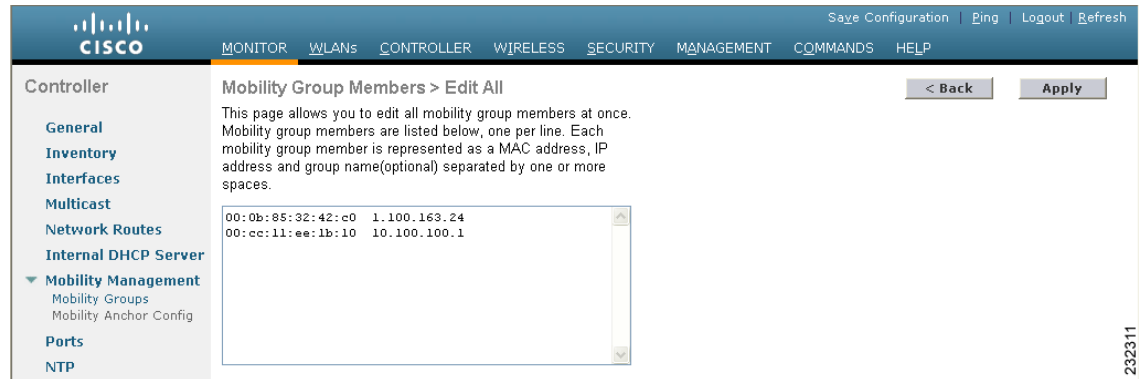 Save Configuration | Ping | Logout | Refresh
CISCO
MONITOR WLANs CONTROLLER WIRELESS SECURITY MANAGEMENT COMMANDS HELP
Controller
General
Inventory
Interfaces
Multicast
Network Routes
Internal DHCP Server
Mobility Management
Mobility Groups
Mobility Anchor Config
Ports
NTP
Mobility Group Members > Edit All
< Back
Apply
This page allows you to edit all mobility group members at once.
Mobility group members are listed below, one per line. Each
mobility group member is represented as a MAC address, IP
address and group name(optional) separated by one or more
spaces.
00:0b:85:32:42:c0 1.100.163.24
00:cc:11:ee:1b:10 10.100.100.1
232311